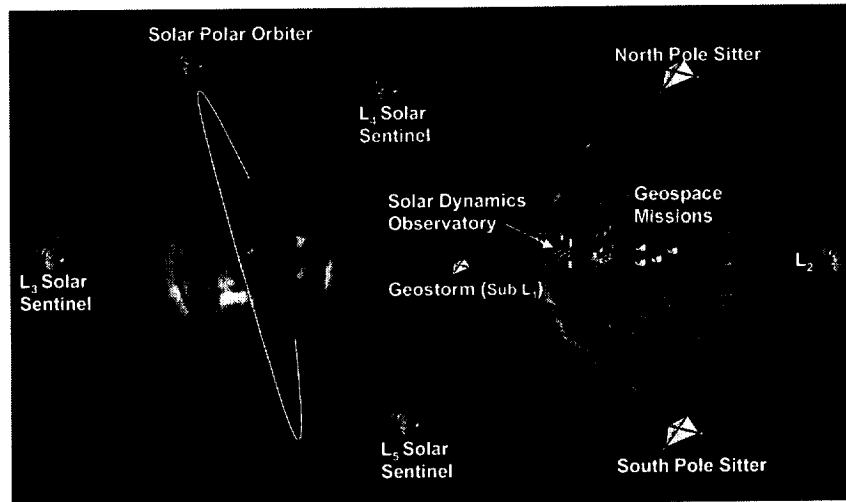 Solar Polar Orbiter
North Pole Sitter
L4 Solar
Sentinel
Solar Dynamics
Observatory
Geospace
Missions
L3 Solar
Sentinel
L2
Geostorm (Sub L1)
L5 Solar
Sentinel
South Pole Sitter